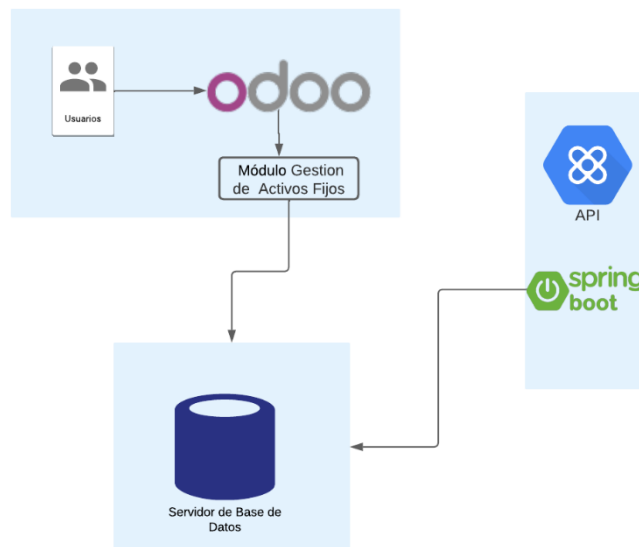 Usuarios
odoo
Módulo Gestion
de Activos Fijos
API
spring
boot
Servidor de Base de
Datos